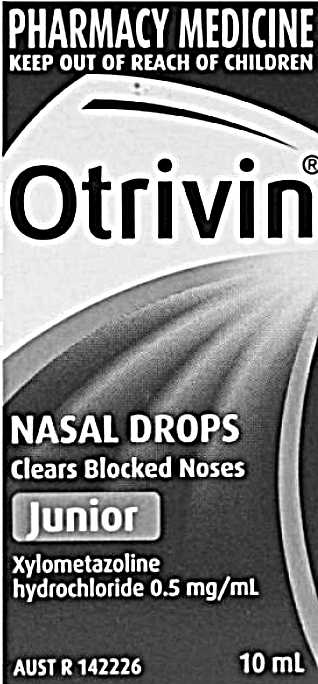 PHARMACY MEDICINE
KEEP OUT OF REACH OF CHILDREN
Otrivin®
NASAL DROPS
Clears Blocked Noses
Junior
Xylometazoline
hydrochloride 0.5 mg/mL
AUST R 142226
10 mL